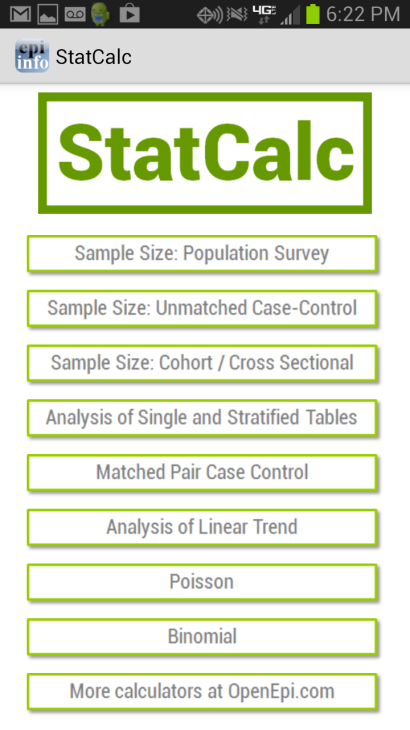 4G 6:22 PM
epi info StatCalc
StatCalc
Sample Size: Population Survey
Sample Size: Unmatched Case-Control
Sample Size: Cohort / Cross Sectional
Analysis of Single and Stratified Tables
Matched Pair Case Control
Analysis of Linear Trend
Poisson
Binomial
More calculators at OpenEpi.com